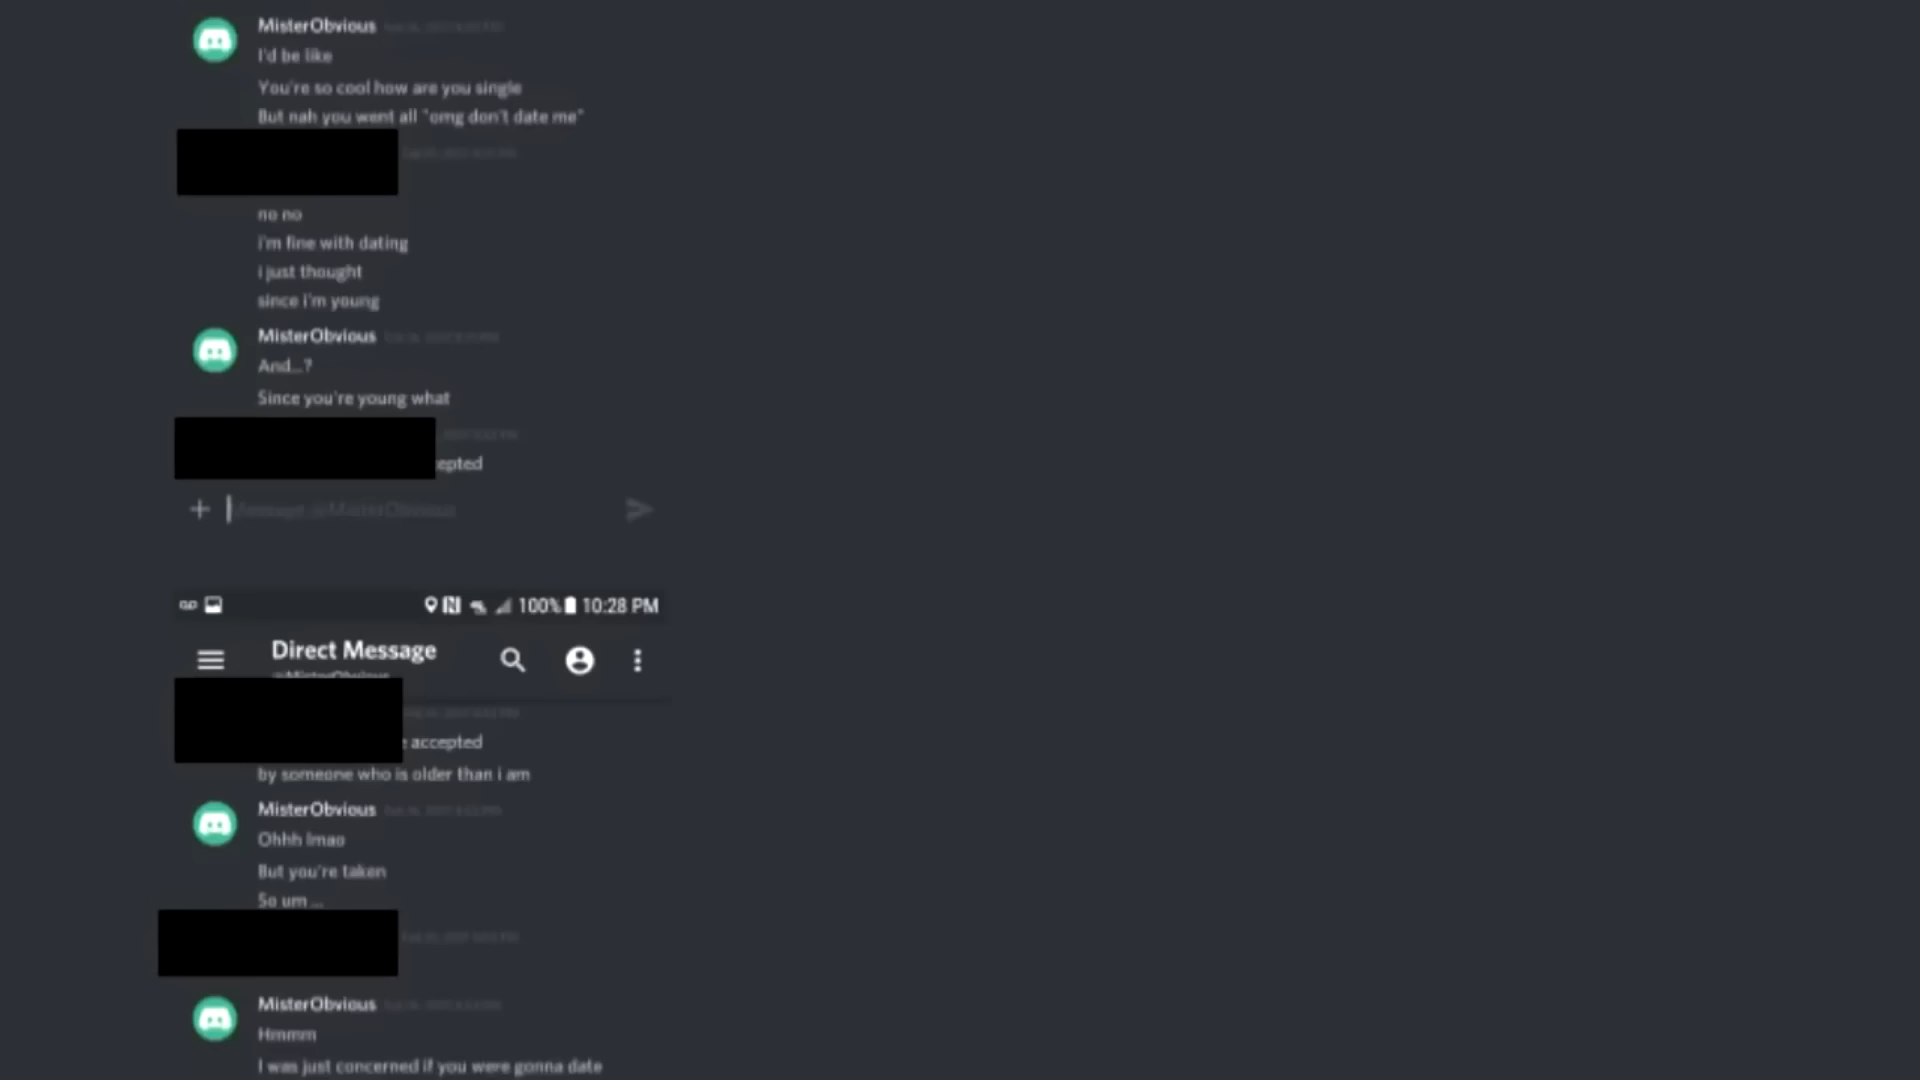 MisterObvious
I'd be like
You're so cool how are you single
But nah you went all "omg don't date me"
no no
i'm fine with dating
i just thought
since i'm young
MisterObvious
And...?
Since you're young what
epted
Message @MisterObvious
100% 10:28 PM
Direct Message
@MisterObvious
accepted
by someone who is older than i am
MisterObvious
Ohhh lmao
But you're taken
So um ...
MisterObvious
Hmmm
I was just concerned if you were gonna date